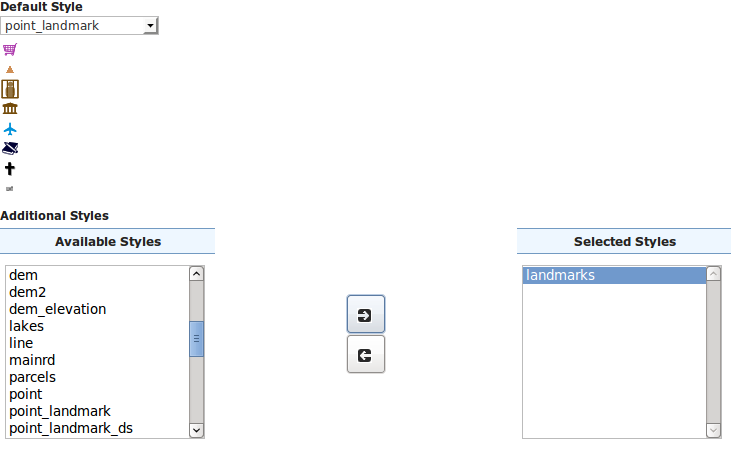 Default Style
point_landmark
Additional Styles
Available Styles
Selected Styles
dem
dem2
dem_elevation
lakes
line
mainrd
parcels
point
point_landmark
point_landmark_ds
landmarks